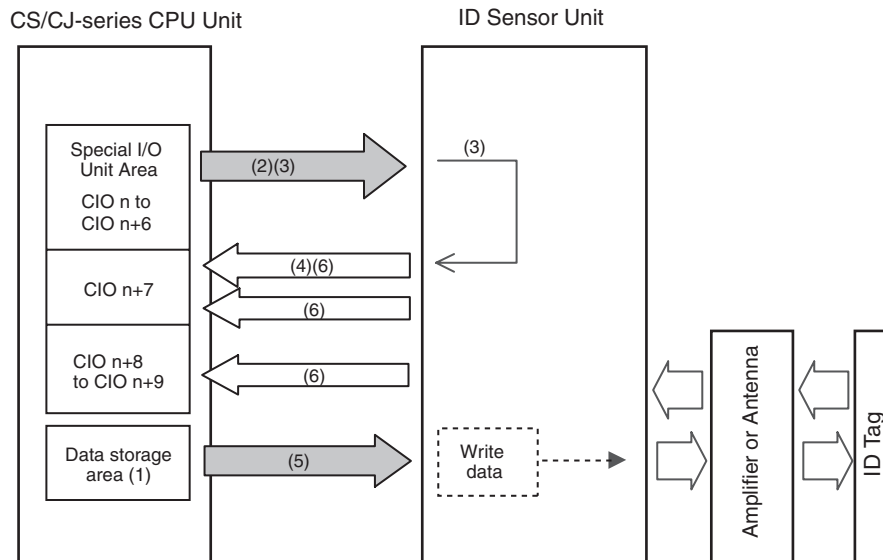 CS/CJ-series CPU Unit
ID Sensor Unit
Special I/O
Unit Area
CIO n to
CIO n+6
(2)(3)
(3)
(4)(6)
CIO n+7
(6)
CIO n+8
to CIO n+9
(6)
Data storage
area (1)
(5)
Write
data
Amplifier or Antenna
ID Tag